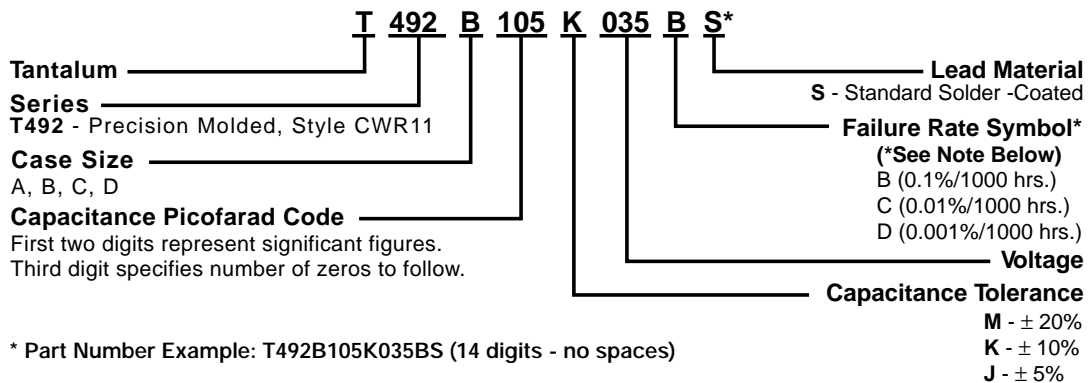 T 492 B 105 K 035 B S*
Tantalum
Series
T492 - Precision Molded, Style CWR11
Case Size
A, B, C, D
Capacitance Picofarad Code
First two digits represent significant figures.
Third digit specifies number of zeros to follow.
Lead Material
S - Standard Solder -Coated
Failure Rate Symbol*
(*See Note Below)
B (0.1%/1000 hrs.)
C (0.01%/1000 hrs.)
D (0.001%/1000 hrs.)
Voltage
Capacitance Tolerance
M - ± 20%
K - ± 10%
J - ± 5%
* Part Number Example: T492B105K035BS (14 digits - no spaces)